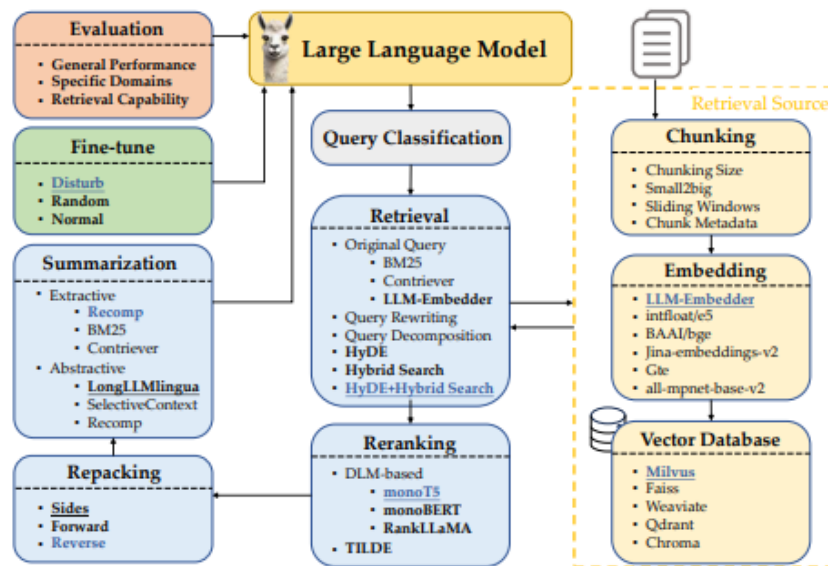 Evaluation
General Performance
Specific Domains
Retrieval Capability
Large Language Model
Fine-tune
Disturb
Random
Normal
Query Classification
Summarization
Extractive
Recomp
BM25
Contriever
Abstractive
LongLLMlingua
SelectiveContext
Recomp
Retrieval
Original Query
BM25
Contriever
LLM-Embedder
Query Rewriting
Query Decomposition
HyDE
Hybrid Search
HyDE+Hybrid Search
Repacking
Sides
Forward
Reverse
Reranking
DLM-based
monoT5
monoBERT
RankLLaMA
TILDE
Retrieval Source
Chunking
Chunking Size
Small2big
Sliding Windows
Chunk Metadata
Embedding
LLM-Embedder
intfloat/e5
BAAI/bge
Jina-embeddings-v2
Gte
all-mpnet-base-v2
Vector Database
Milvus
Faiss
Weaviate
Qdrant
Chroma